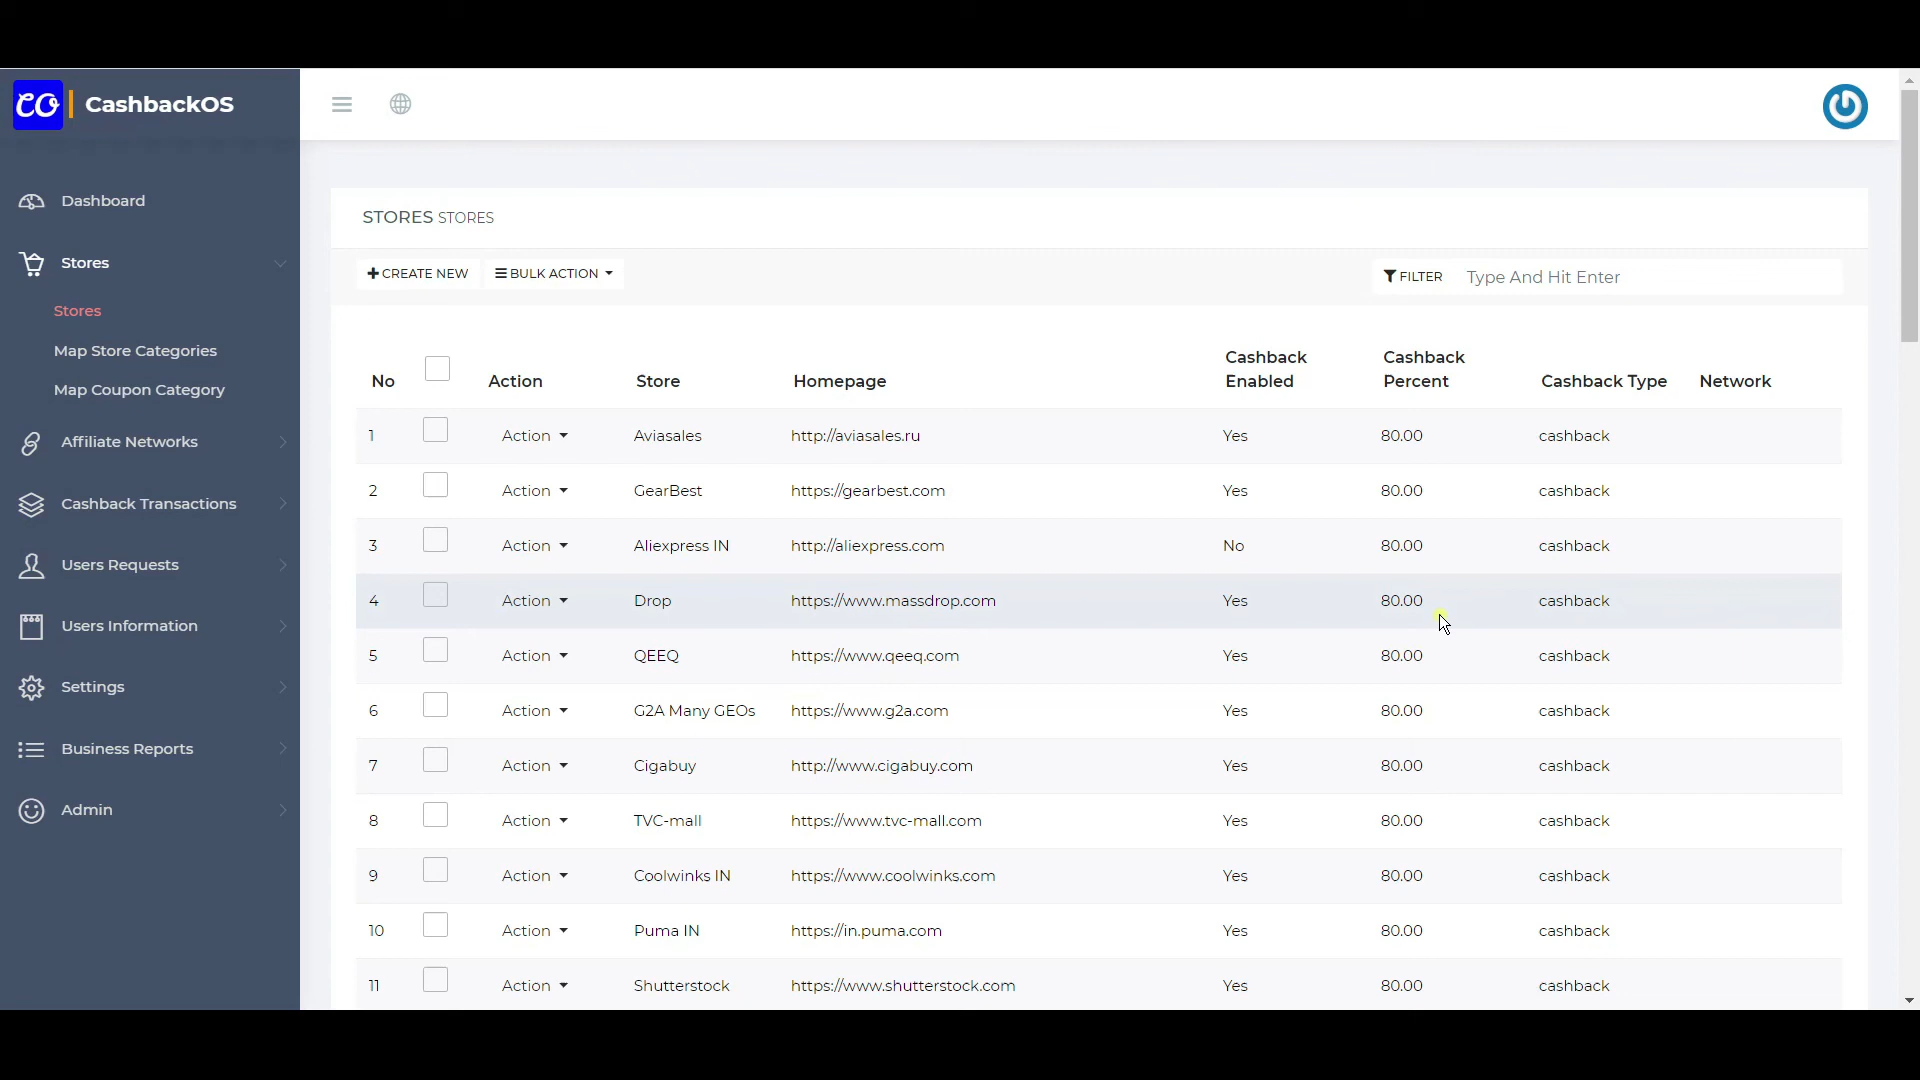 CO | CashbackOS
Dashboard
Stores
Stores
Map Store Categories
Map Coupon Category
Affiliate Networks
Cashback Transactions
Users Requests
Users Information
Settings
Business Reports
Admin
STORES STORES
CREATE NEW BULK ACTION FILTER Type And Hit Enter
No Action Store Homepage Cashback Enabled Cashback Percent Cashback Type Network
1 Action Aviasales http://aviasales.ru Yes 80.00 cashback
2 Action GearBest https://gearbest.com Yes 80.00 cashback
3 Action Aliexpress IN http://aliexpress.com No 80.00 cashback
4 Action Drop https://www.massdrop.com Yes 80.00 cashback
5 Action QEEQ https://www.qeeq.com Yes 80.00 cashback
6 Action G2A Many GEOs https://www.g2a.com Yes 80.00 cashback
7 Action Cigabuy http://www.cigabuy.com Yes 80.00 cashback
8 Action TVC-mall https://www.tvc-mall.com Yes 80.00 cashback
9 Action Coolwinks IN https://www.coolwinks.com Yes 80.00 cashback
10 Action Puma IN https://in.puma.com Yes 80.00 cashback
11 Action Shutterstock https://www.shutterstock.com Yes 80.00 cashback